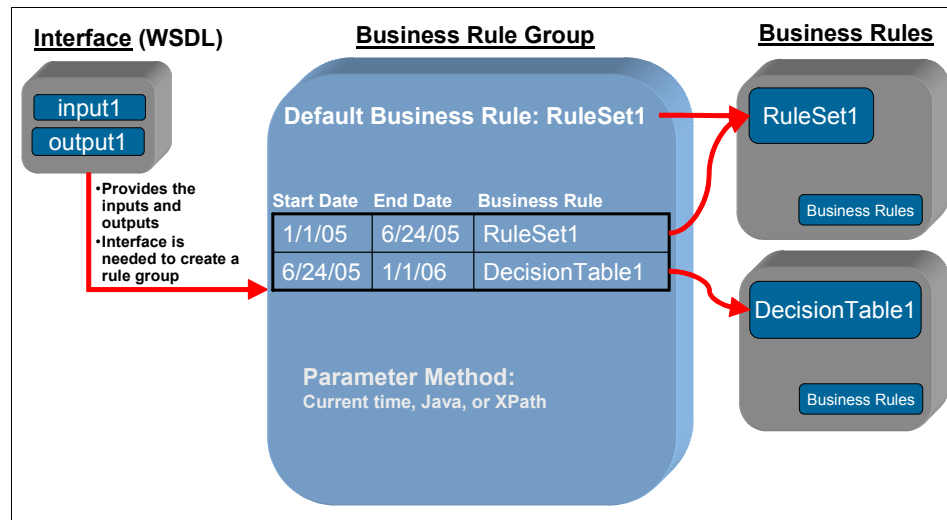 Interface (WSDL)
input1
output1
•Provides the
inputs and
outputs
•Interface is
needed to create a
rule group
Business Rule Group
Default Business Rule: RuleSet1
Start Date End Date Business Rule
1/1/05 6/24/05 RuleSet1
6/24/05 1/1/06 DecisionTable1
Parameter Method:
Current time, Java, or XPath
Business Rules
RuleSet1
Business Rules
DecisionTable1
Business Rules